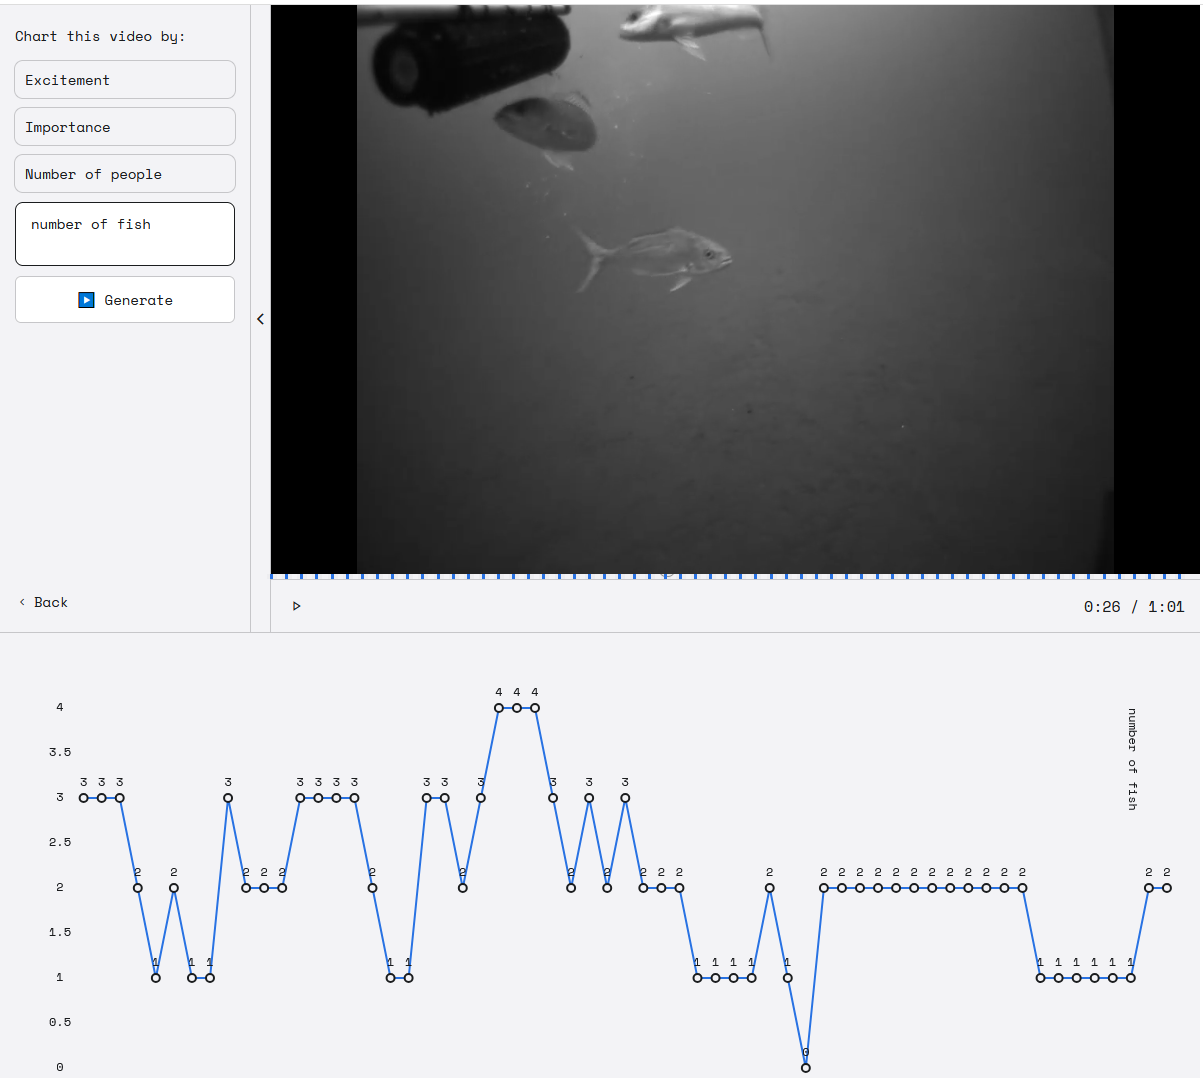 Chart this video by:
Excitement
Importance
Number of people
number of fish
Generate
‹ Back
0:26 / 1:01
4 4 4
4
number of fish
3.5
3 3 3 3 3 3 3 3 3 3 3 3 3 3
3
2.5
2 2 2 2 2 2 2 2 2 2 2 2 2 2 2 2 2 2 2 2 2 2 2 2 2 2 2 2
2
1.5
1 1 1 1 1 1 1 1 1 1 1 1 1 1 1 1
1
0.5
0
0